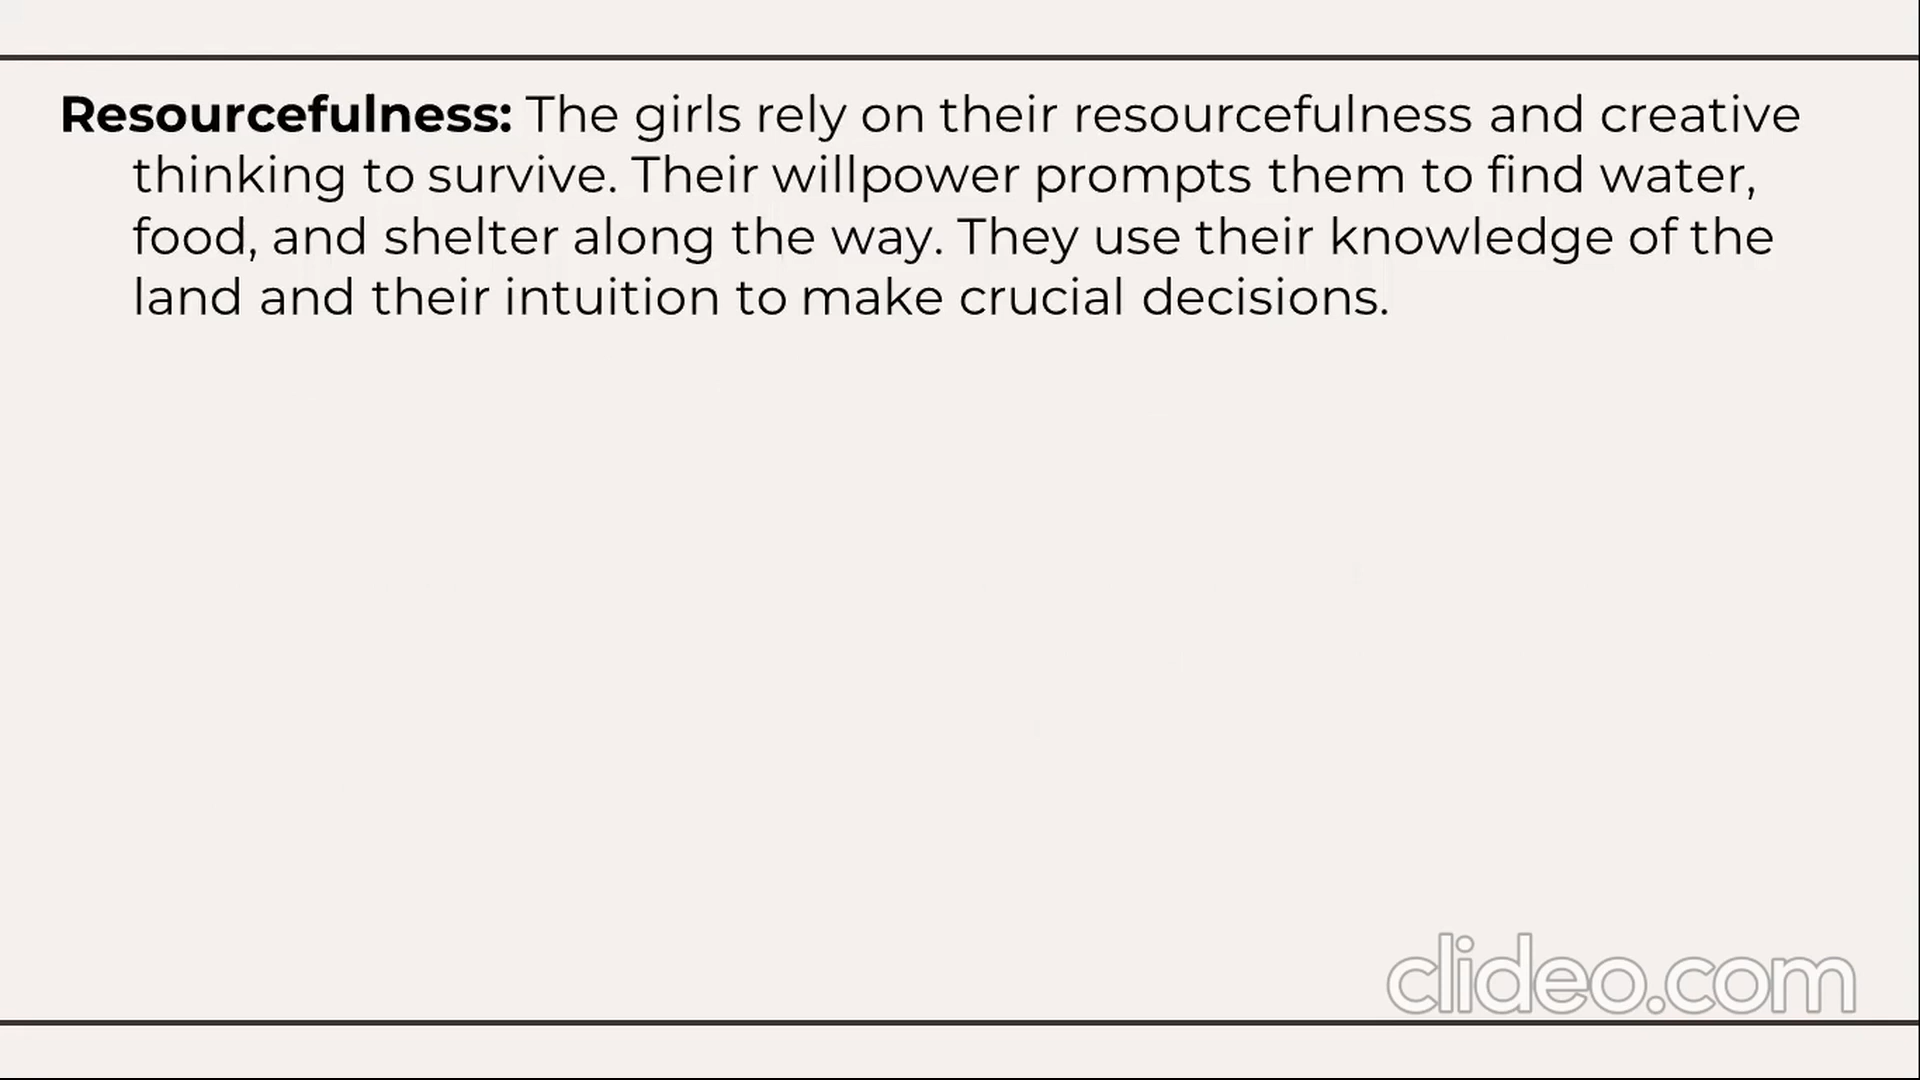 Resourcefulness: The girls rely on their resourcefulness and creative
thinking to survive. Their willpower prompts them to find water,
food, and shelter along the way. They use their knowledge of the
land and their intuition to make crucial decisions.
clideo.com